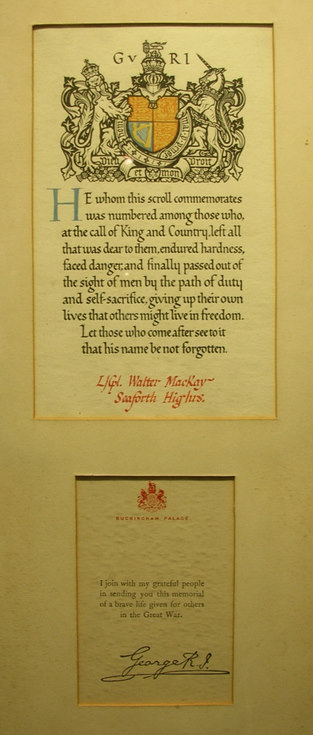 GV RI
Dieu et mon Droit
HE whom this scroll commemorates
was numbered among those who,
at the call of King and Country, left all
that was dear to them, endured hardness,
faced danger, and finally passed out of
the sight of men by the path of duty
and self-sacrifice, giving up their own
lives that others might live in freedom.
Let those who come after see to it
that his name be not forgotten.
L/Cpl. Walter MacKay
Seaforth Highrs.
BUCKINGHAM PALACE
I join with my grateful people
in sending you this memorial
of a brave life given for others
in the Great War.
George R.I.